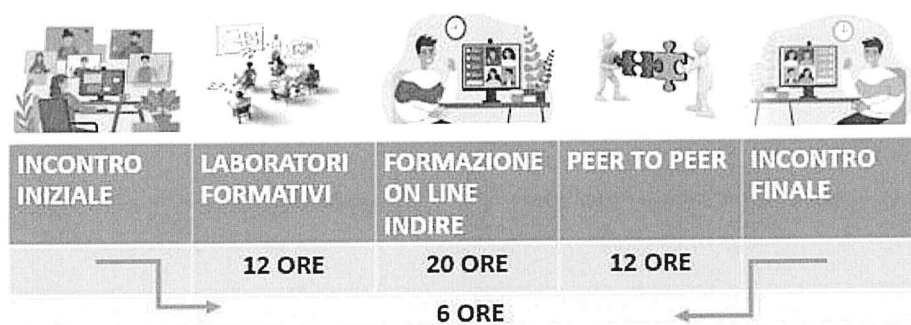 INCONTRO
INIZIALE
LABORATORI
FORMATIVI
FORMAZIONE
ON LINE
INDIRE
PEER TO PEER
INCONTRO
FINALE
12 ORE
20 ORE
12 ORE
6 ORE